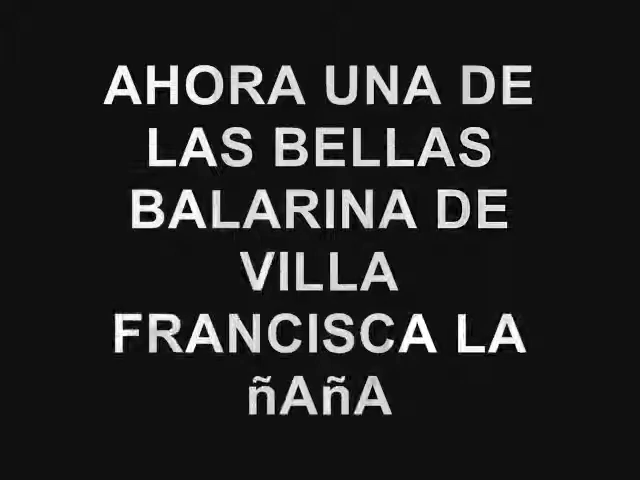 AHORA UNA DE
LAS BELLAS
BALARINA DE
VILLA
FRANCISCA LA
ñAñA